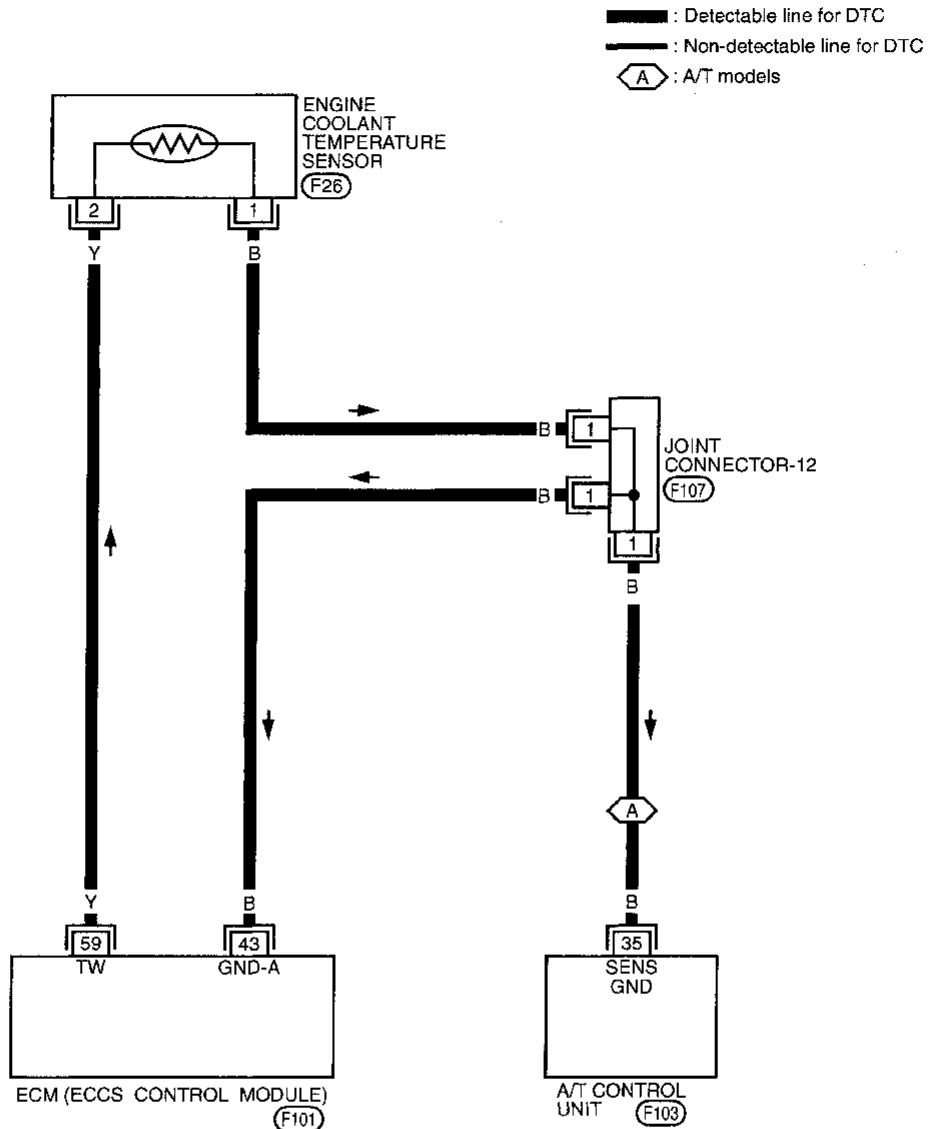 : Detectable line for DTC
: Non-detectable line for DTC
A : A/T models
ENGINE
COOLANT
TEMPERATURE
SENSOR
F26
2 1
Y B
B 1
JOINT
CONNECTOR-12
F107
B 1
1
B
A
Y B B
59 43 35
TW GND-A SENS
GND
ECM (ECCS CONTROL MODULE)
F101
A/T CONTROL
UNIT F103